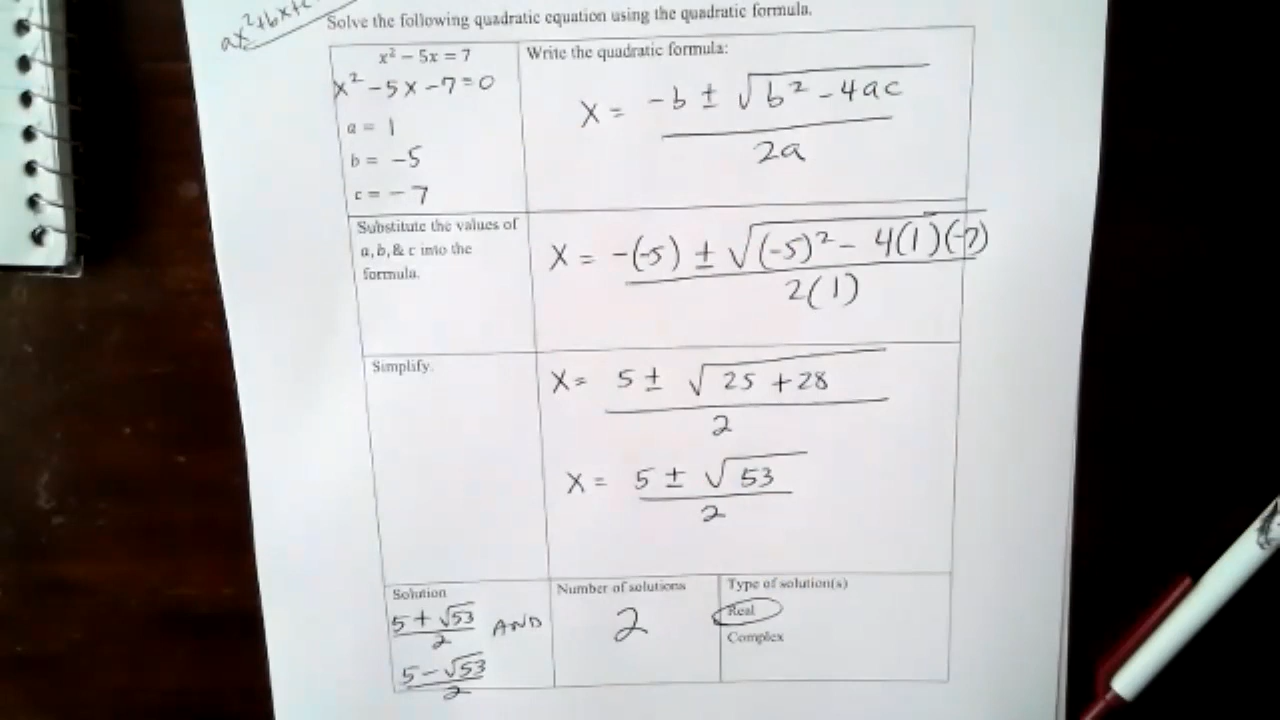 ax²+bx+c
Solve the following quadratic equation using the quadratic formula.
x² − 5x = 7
x² − 5x − 7 = 0
a = 1
b = −5
c = −7
Write the quadratic formula:
X = −b ± √b² − 4ac
2a
Substitute the values of
a, b, & c into the
formula.
X = −(−5) ± √(−5)² − 4(1)(−7)
2(1)
Simplify.
X = 5 ± √25 + 28
2
X = 5 ± √53
2
Solution
5 + √53 AND
2
5 − √53
2
Number of solutions
2
Type of solution(s)
Real
Complex